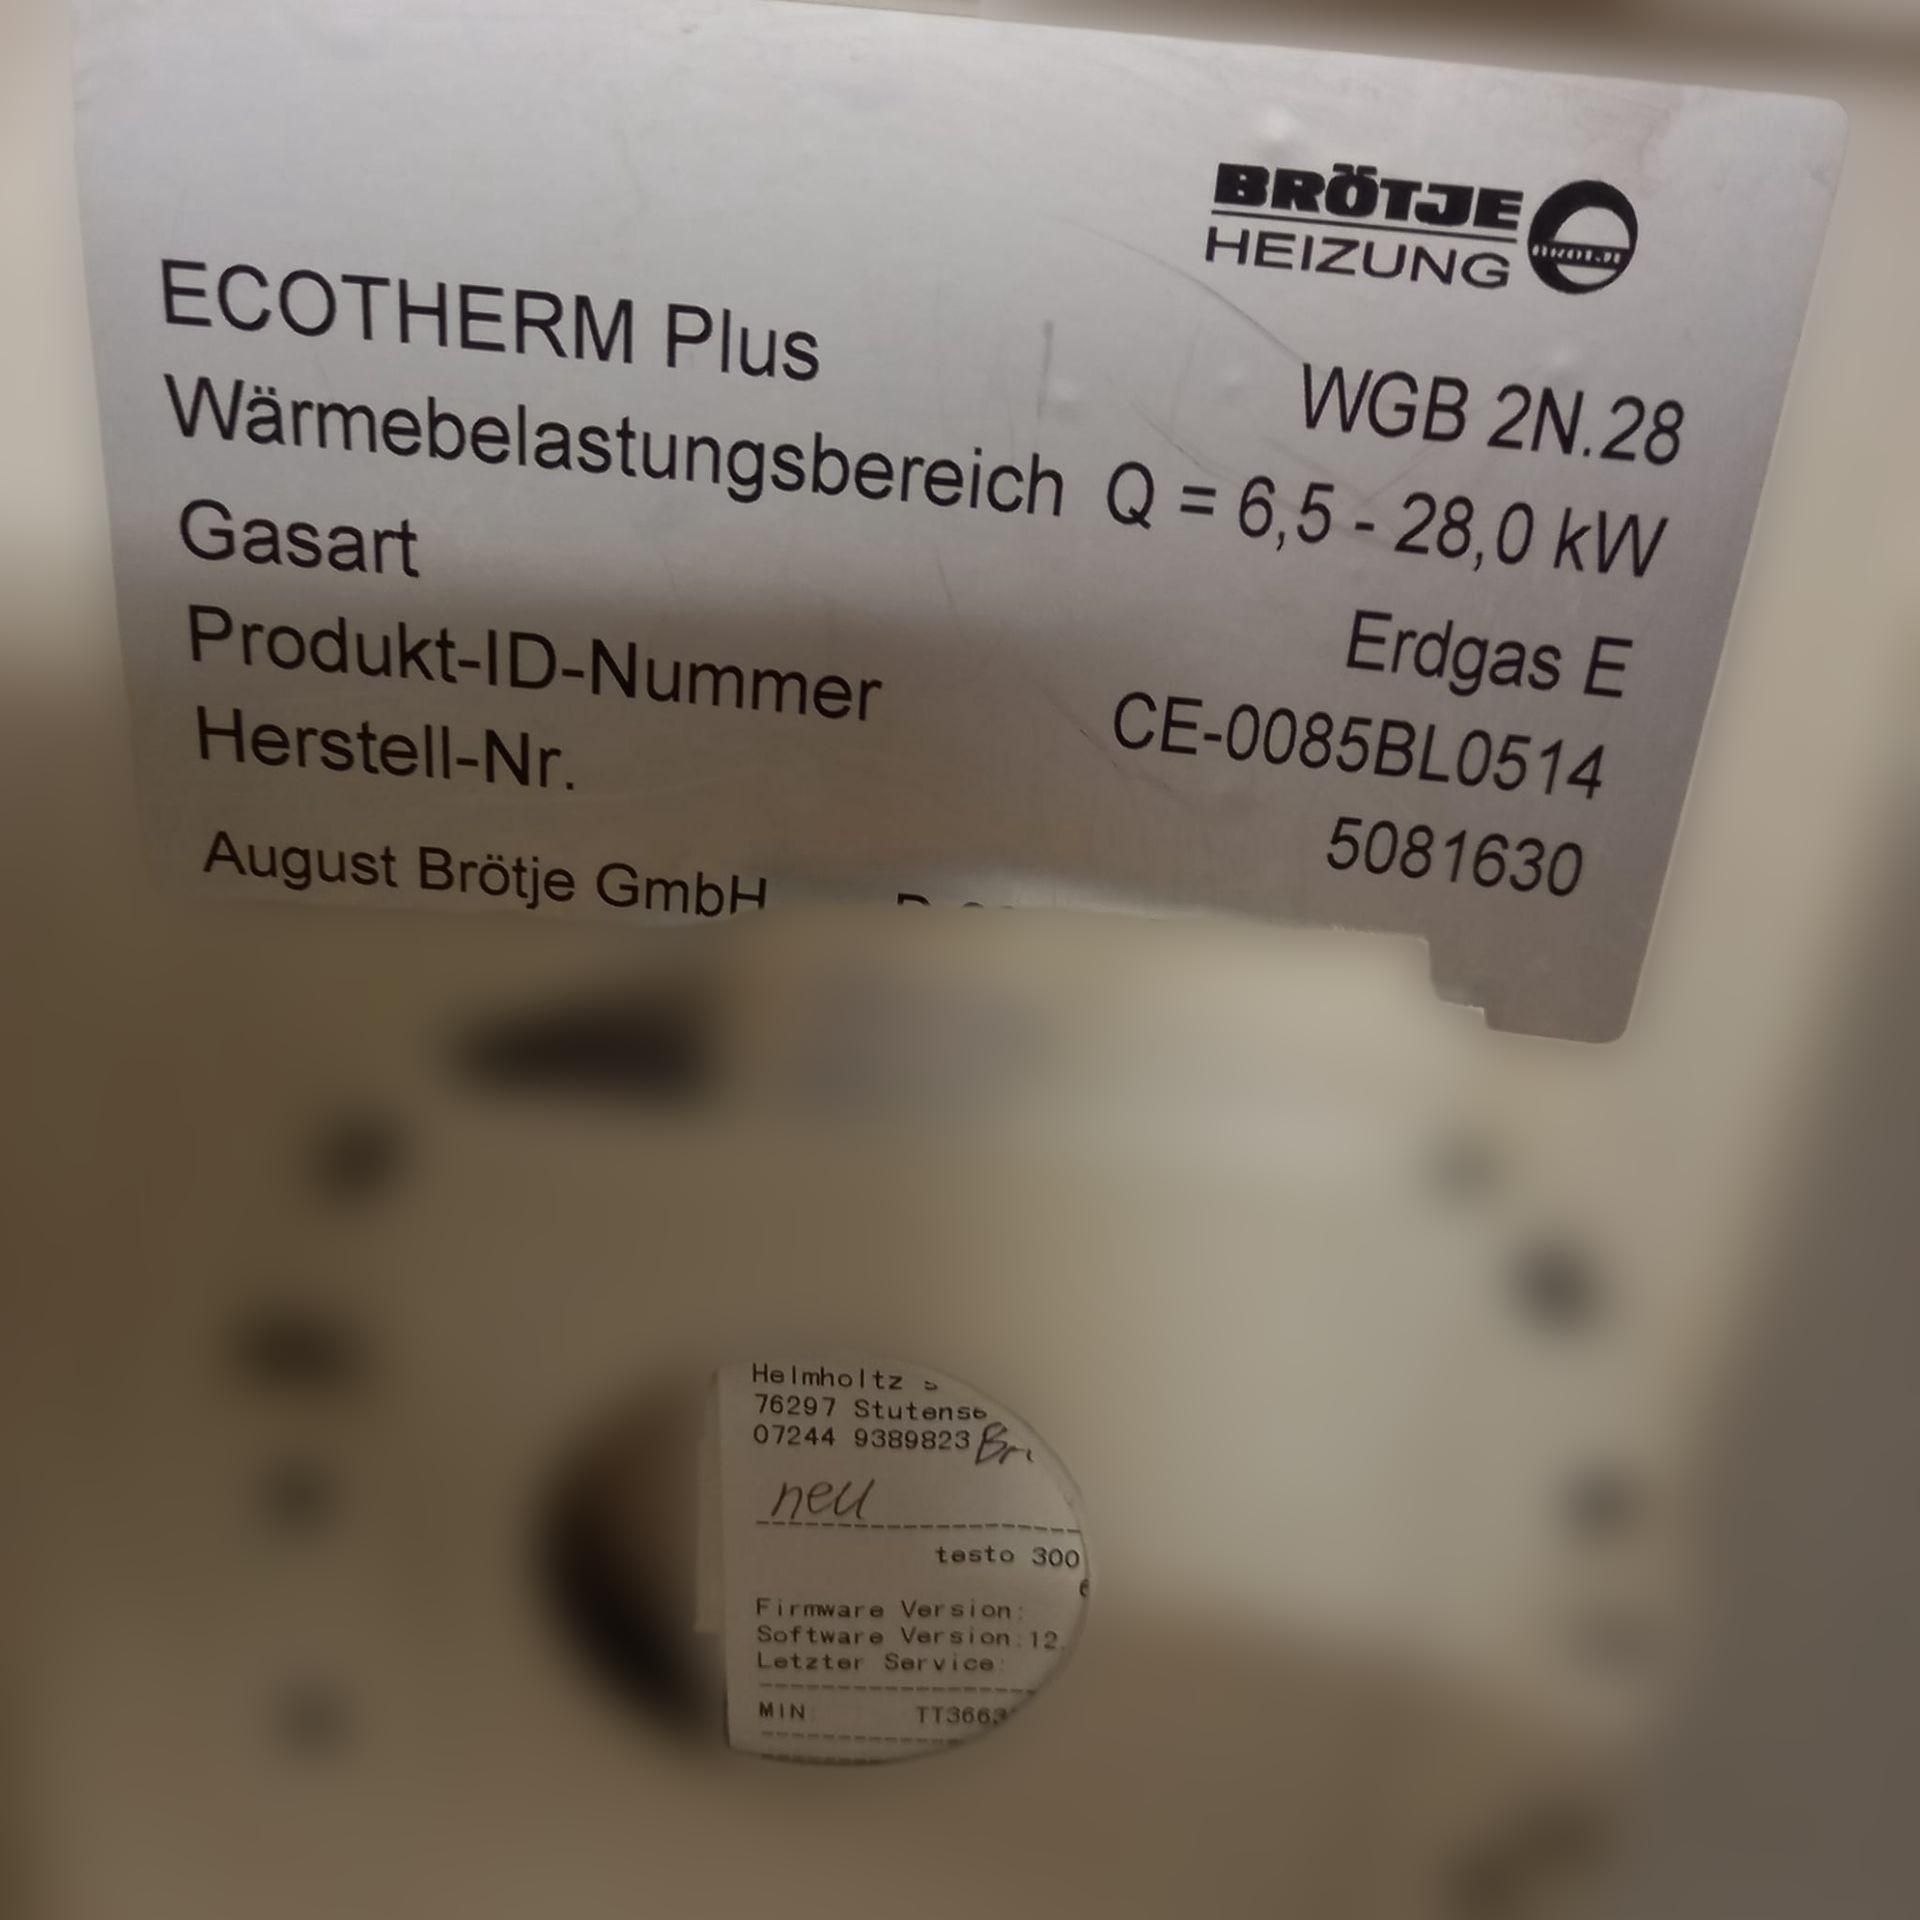 BRÖTJE
HEIZUNG
ECOTHERM Plus WGB 2N.28
Wärmebelastungsbereich Q = 6,5 - 28,0 kW
Gasart Erdgas E
Produkt-ID-Nummer CE-0085BL0514
Herstell-Nr. 5081630
August Brötje GmbH
Helmholtz
76297
07244 9389823
neu
testo 300
Firmware Version:
Software Version:12.
Letzter Service:
MIN